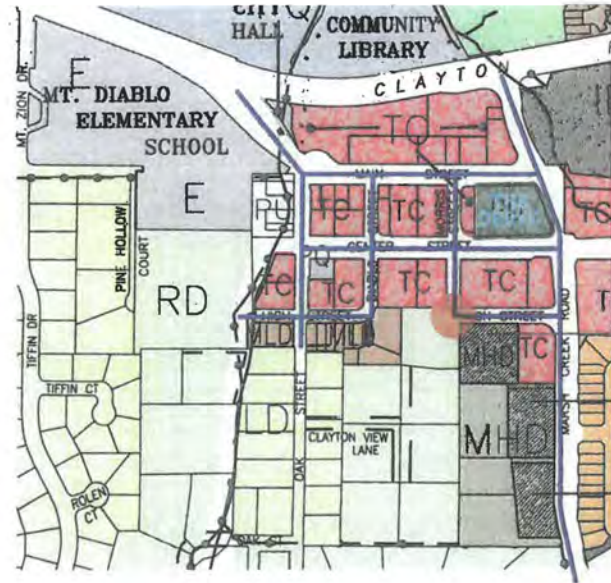 CITY
HALL
COMMUNITY
LIBRARY
CLAYTON
E
MT. DIABLO
ELEMENTARY
SCHOOL
MT. ZION DR.
MAIN STREET
E
PU
TC
TC
TC
PINE HOLLOW
COURT
CENTER STREET
RD
TC
TC
TC
TC
STREET
MLD
MHD
TC
ROAD
MARSH CREEK
TIFFIN DR
TIFFIN CT
LD
STREET
OAK
CLAYTON VIEW
LANE
MHD
ROLEN
CT